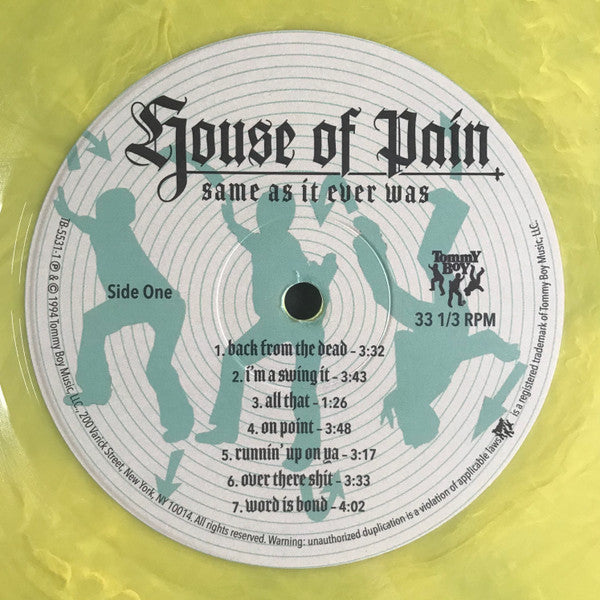 House of Pain
same as it ever was
Tommy
Boy
Side One
33 1/3 RPM
1. back from the dead - 3:32
2. i'm a swing it - 3:43
3. all that - 1:26
4. on point - 3:48
5. runnin' up on ya - 3:17
6. over there shit - 3:33
7. word is bond - 4:02
TB-5531-1 ℗ & © 1994 Tommy Boy Music, LLC., 200 Varick Street, New York, NY 10014. All rights reserved. Warning: unauthorized duplication is a violation of applicable laws. is a registered trademark of Tommy Boy Music, LLC.